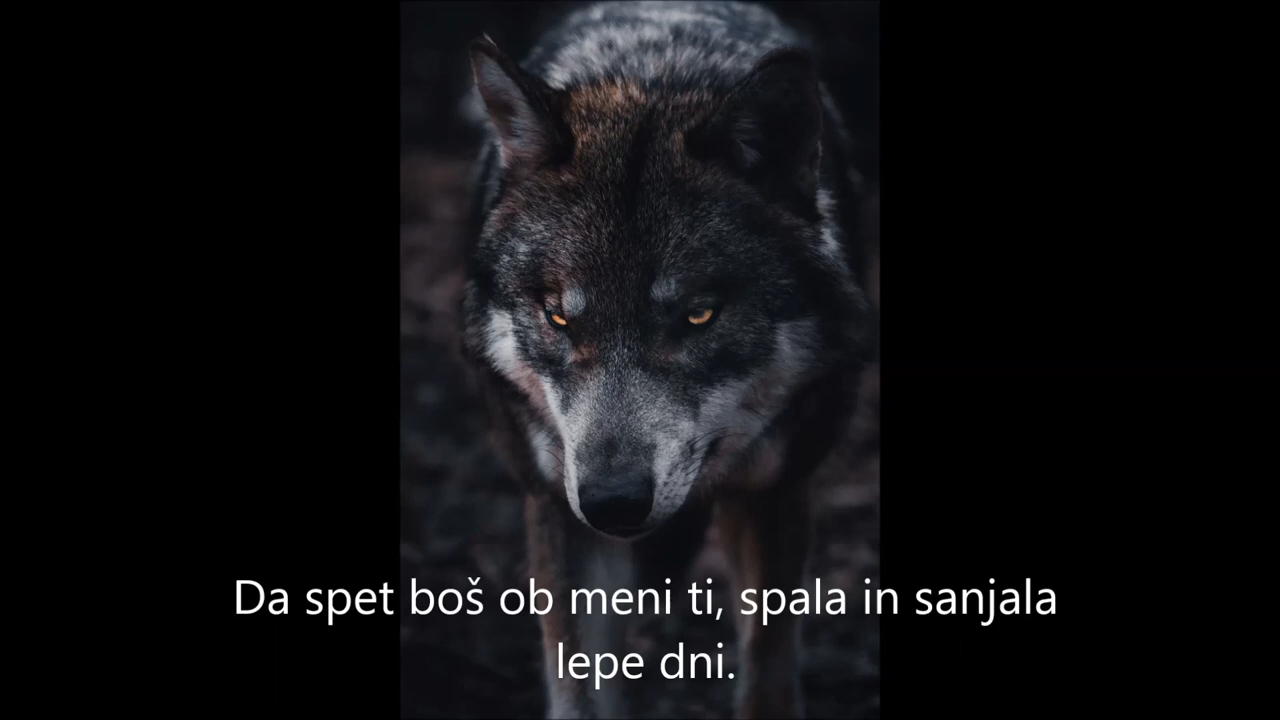 Da spet boš ob meni ti, spala in sanjala
lepe dni.